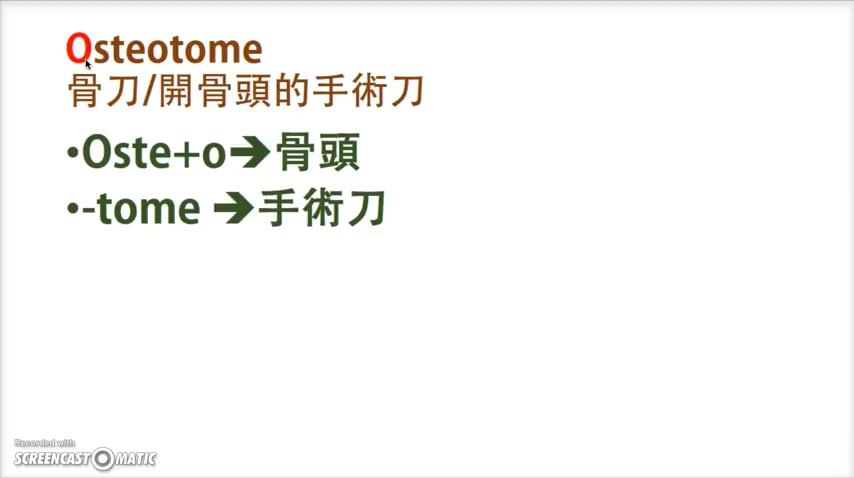 Osteotome
骨刀/開骨頭的手術刀
•Oste+o➔骨頭
•-tome ➔手術刀
Recorded with
SCREENCAST-O-MATIC